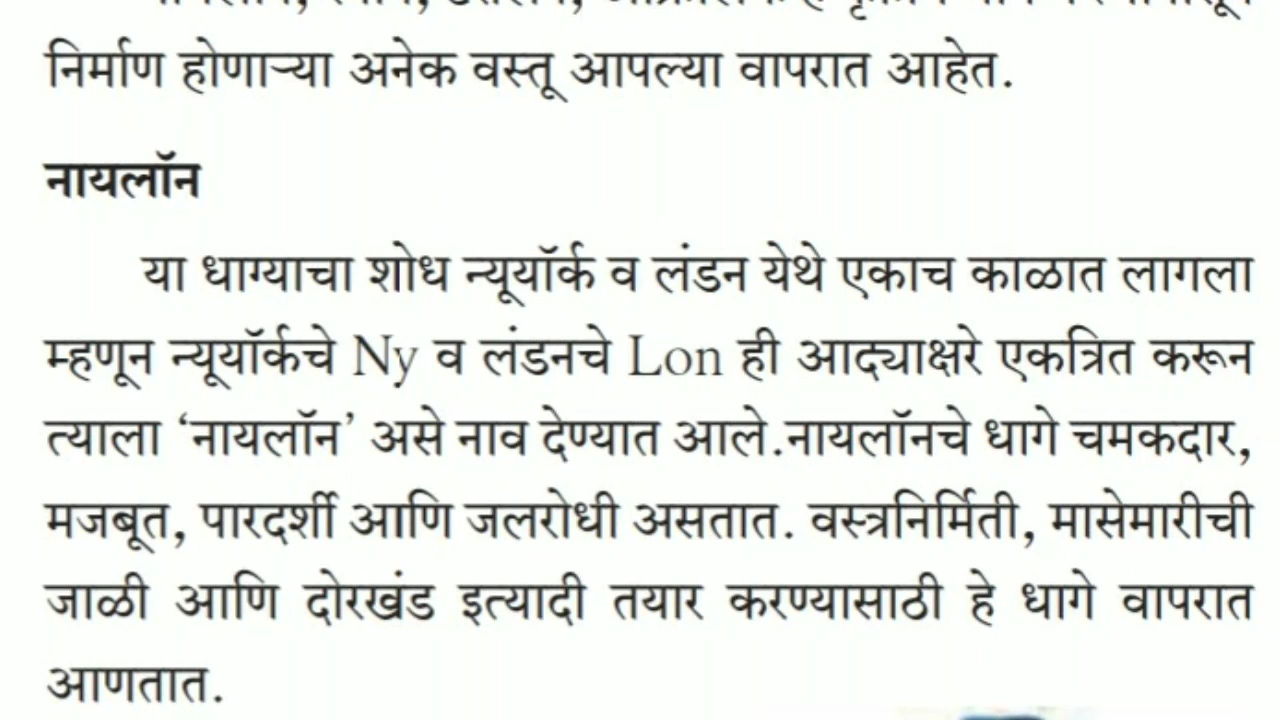 निर्माण होणाऱ्या अनेक वस्तू आपल्या वापरात आहेत.
नायलॉन
या धाग्याचा शोध न्यूयॉर्क व लंडन येथे एकाच काळात लागला
म्हणून न्यूयॉर्कचे Ny व लंडनचे Lon ही आद्याक्षरे एकत्रित करून
त्याला ‘नायलॉन’ असे नाव देण्यात आले.नायलॉनचे धागे चमकदार,
मजबूत, पारदर्शी आणि जलरोधी असतात. वस्त्रनिर्मिती, मासेमारीची
जाळी आणि दोरखंड इत्यादी तयार करण्यासाठी हे धागे वापरात
आणतात.